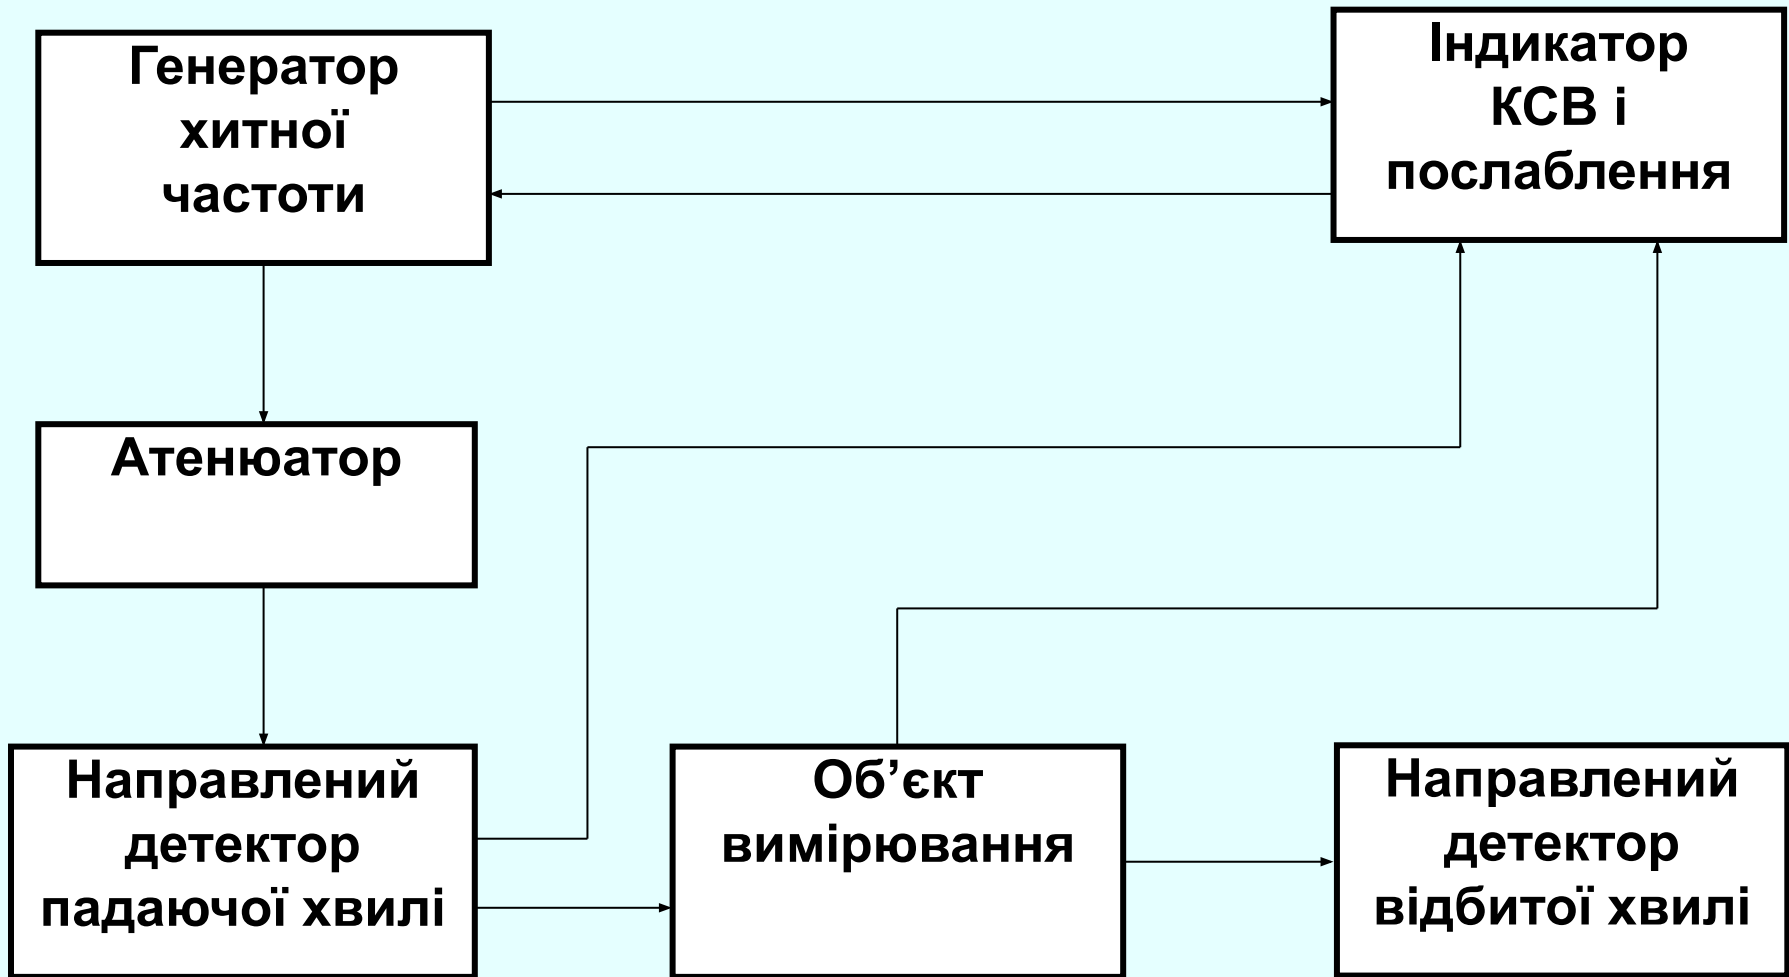 Генератор
хитної
частоти
Індикатор
КСВ і
послаблення
Атенюатор
Направлений
детектор
падаючої хвилі
Об’єкт
вимірювання
Направлений
детектор
відбитої хвилі